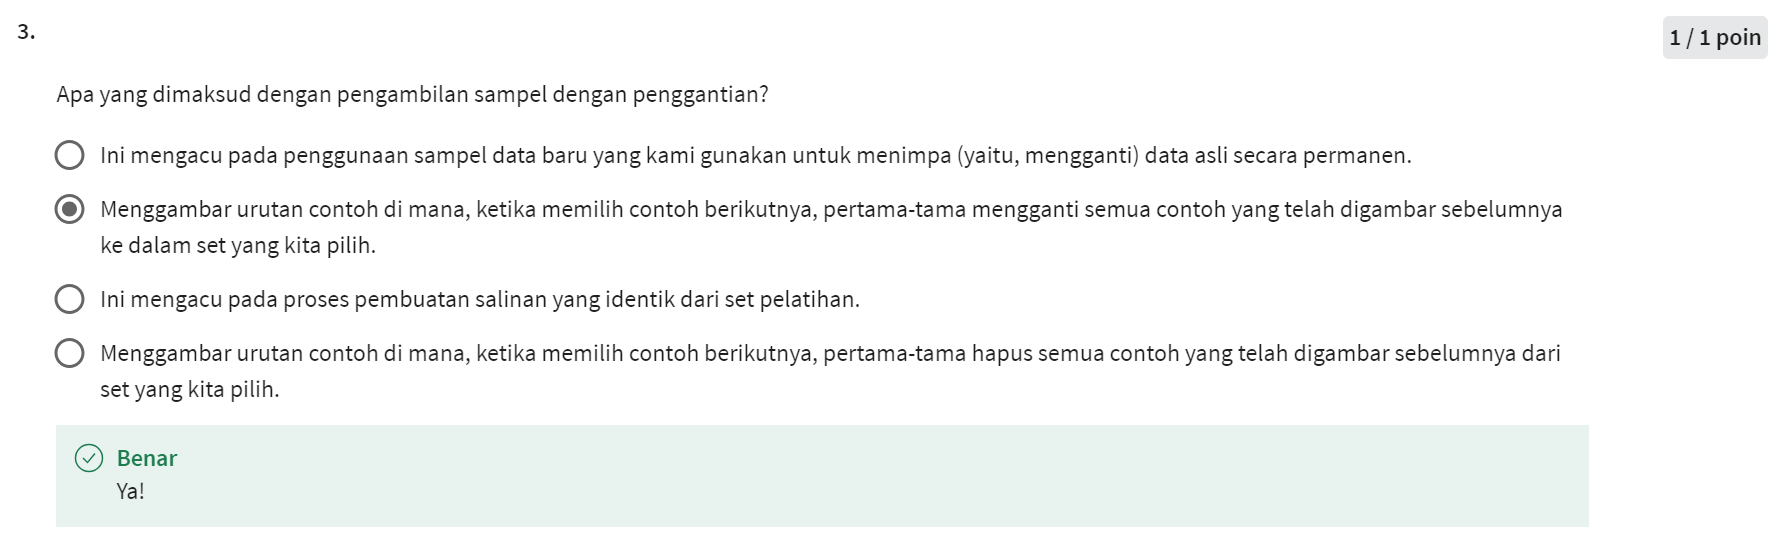 3.
1 / 1 poin
Apa yang dimaksud dengan pengambilan sampel dengan penggantian?
Ini mengacu pada penggunaan sampel data baru yang kami gunakan untuk menimpa (yaitu, mengganti) data asli secara permanen.
Menggambar urutan contoh di mana, ketika memilih contoh berikutnya, pertama-tama mengganti semua contoh yang telah digambar sebelumnya
ke dalam set yang kita pilih.
Ini mengacu pada proses pembuatan salinan yang identik dari set pelatihan.
Menggambar urutan contoh di mana, ketika memilih contoh berikutnya, pertama-tama hapus semua contoh yang telah digambar sebelumnya dari
set yang kita pilih.
Benar
Ya!